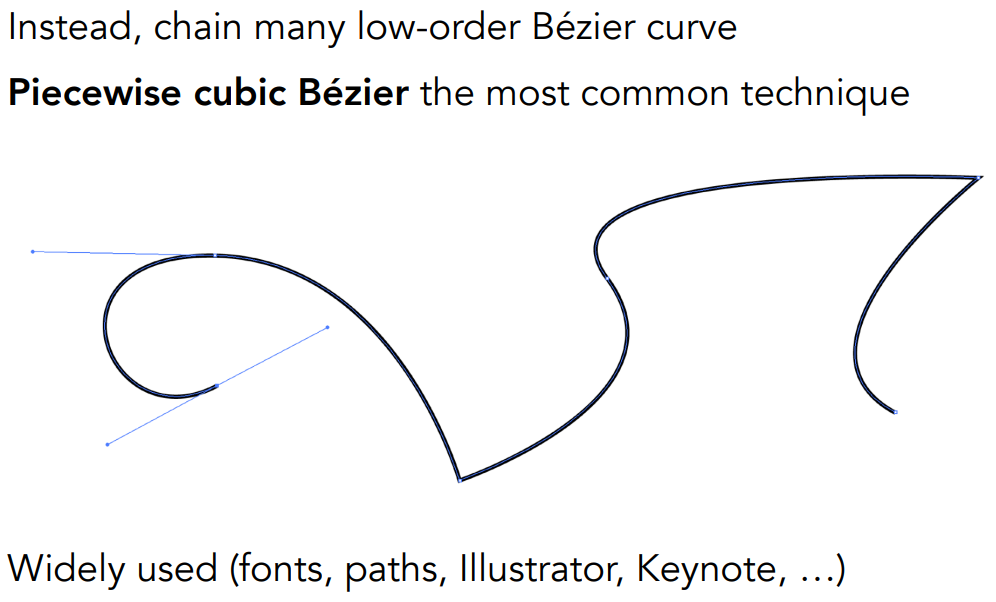 Instead, chain many low-order Bézier curve
Piecewise cubic Bézier the most common technique
Widely used (fonts, paths, Illustrator, Keynote, …)